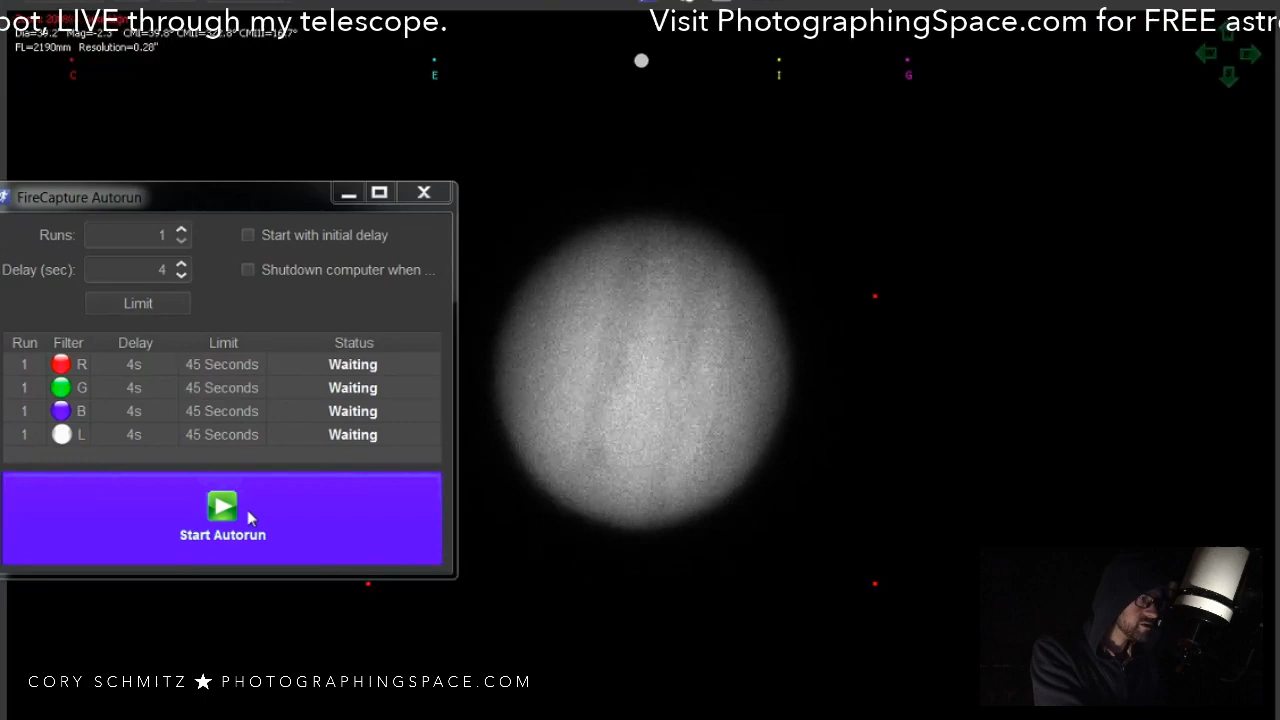 oot, LIVE through my telescope. Visit PhotographingSpace.com for FREE astr
FL=2190mm Resolution=0.28"
C E I G
FireCapture Autorun
Runs: 1 Start with initial delay
Delay (sec): 4 Shutdown computer when ...
Limit
Run Filter Delay Limit Status
1 R 4s 45 Seconds Waiting
1 G 4s 45 Seconds Waiting
1 B 4s 45 Seconds Waiting
1 L 4s 45 Seconds Waiting
Start Autorun
CORY SCHMITZ ★ PHOTOGRAPHINGSPACE.COM